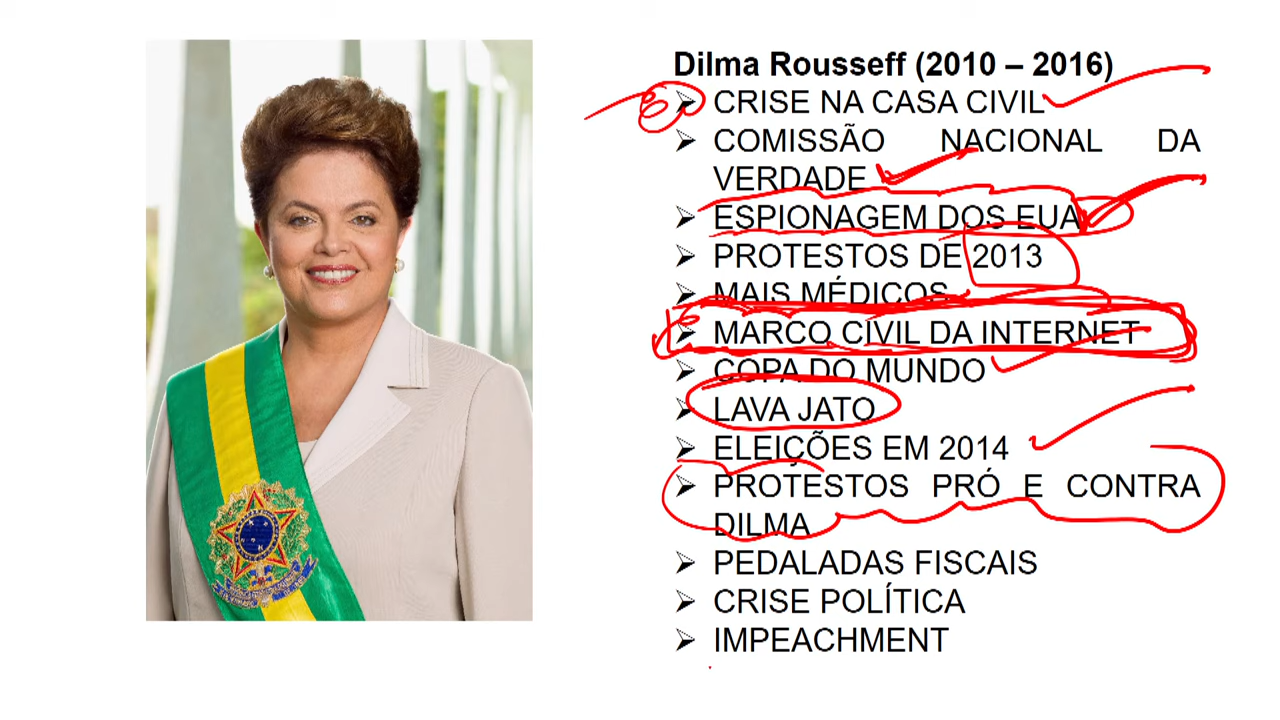 Dilma Rousseff (2010 – 2016)
➢ CRISE NA CASA CIVIL
➢ COMISSÃO NACIONAL DA
VERDADE
➢ ESPIONAGEM DOS EUA
➢ PROTESTOS DE 2013
➢ MAIS MÉDICOS
➢ MARCO CIVIL DA INTERNET
➢ COPA DO MUNDO
➢ LAVA JATO
➢ ELEIÇÕES EM 2014
➢ PROTESTOS PRÓ E CONTRA
DILMA
➢ PEDALADAS FISCAIS
➢ CRISE POLÍTICA
➢ IMPEACHMENT